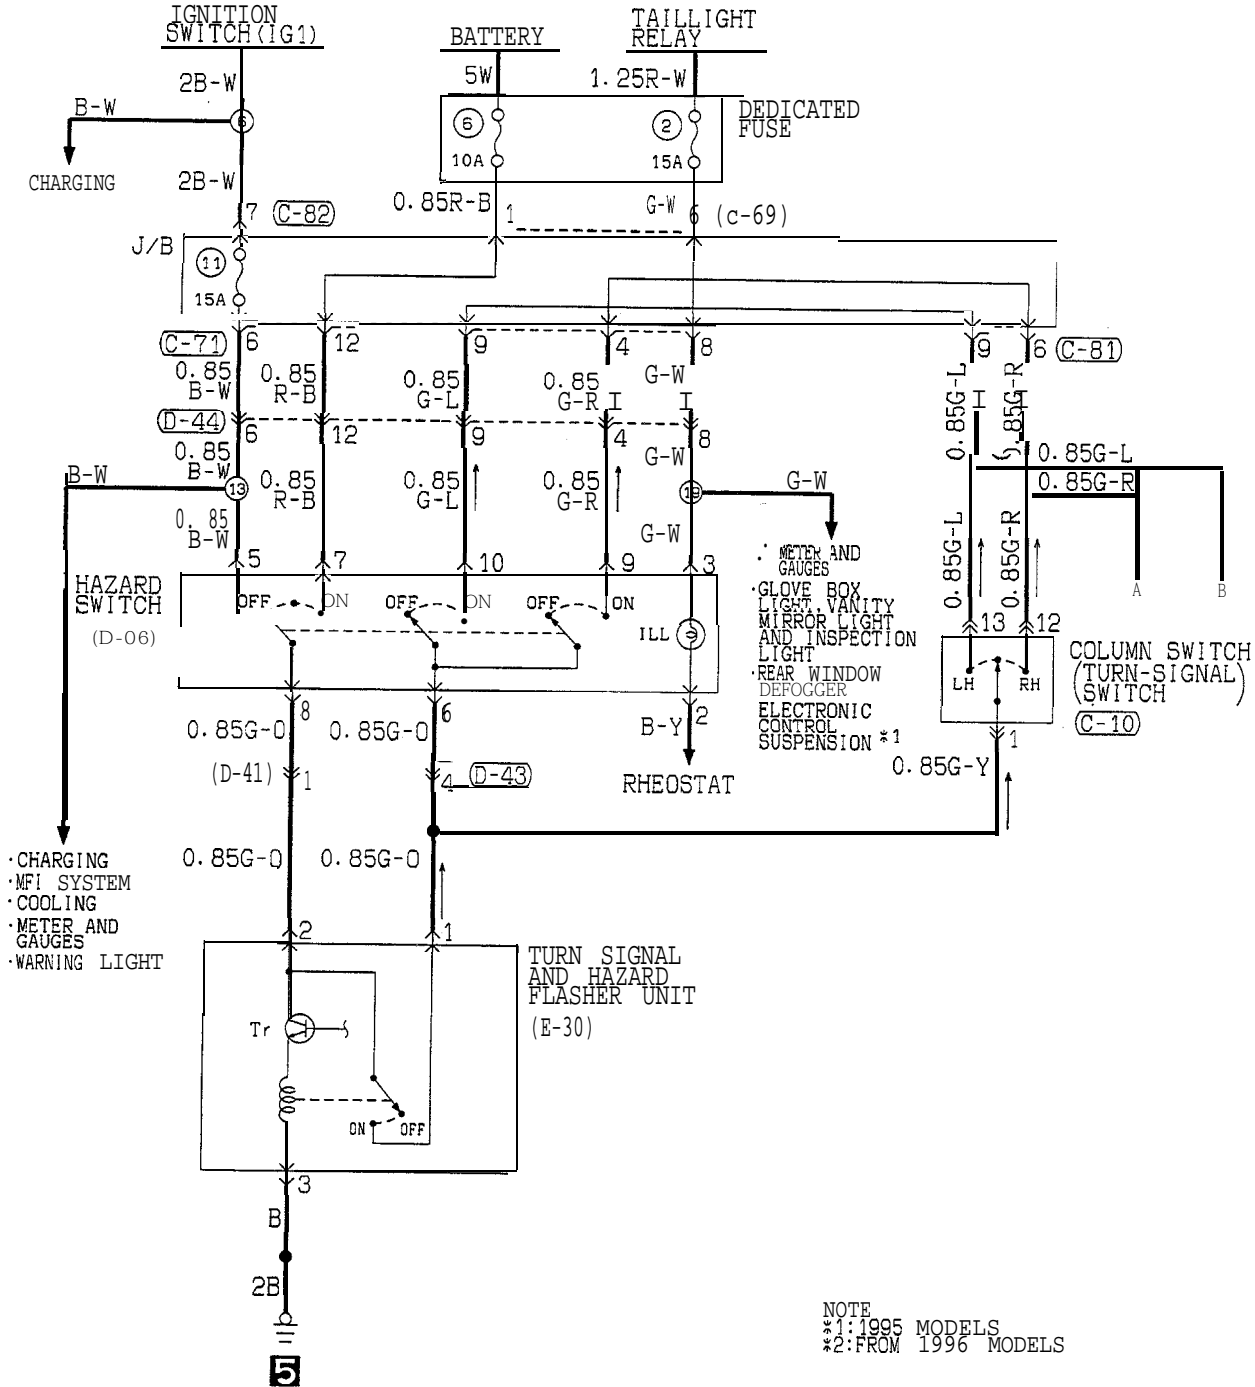 IGNITION
SWITCH(IG1)
BATTERY
TAILLIGHT
RELAY
2B-W
5W
1.25R-W
B-W
6
6
10A
2
15A
DEDICATED
FUSE
CHARGING
2B-W
0.85R-B
1
G-W
6
(c-69)
7
C-82
J/B
11
15A
C-71
6
12
9
4
8
9
6
C-81
0.85
B-W
0.85
R-B
0.85
G-L
0.85
G-R
I
G-W
I
0.85G-L
I
.85G-R
I
D-44
6
12
9
4
8
0.85
B-W
B-W
13
0.85
R-B
0.85
G-L
0.85
G-R
G-W
19
G-W
0.85G-L
0.85G-R
0. 85
B-W
G-W
0.85G-L
0.85G-R
A
B
5
7
10
9
3
· METER AND
GAUGES
·GLOVE BOX
LIGHT, VANITY
MIRROR LIGHT
AND INSPECTION
LIGHT
·REAR WINDOW
DEFOGGER
ELECTRONIC
CONTROL
SUSPENSION *1
HAZARD
SWITCH
(D-06)
OFF
ON
OFF
ON
OFF
ON
ILL
13
12
LH
RH
COLUMN SWITCH
(TURN-SIGNAL)
SWITCH
C-10
8
6
2
1
0.85G-O
0.85G-O
B-Y
0.85G-Y
(D-41)
1
4
D-43
RHEOSTAT
·CHARGING
·MFI SYSTEM
·COOLING
·METER AND
GAUGES
·WARNING LIGHT
0.85G-O
0.85G-O
2
1
TURN SIGNAL
AND HAZARD
FLASHER UNIT
(E-30)
Tr
ON
OFF
3
B
2B
5
NOTE
*1:1995 MODELS
*2:FROM 1996 MODELS